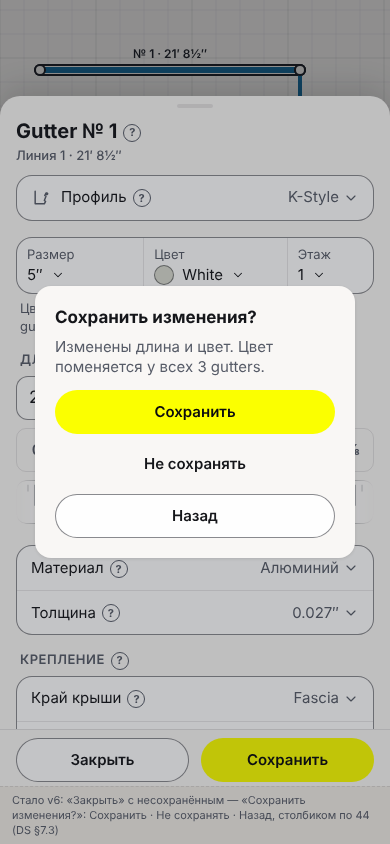 № 1 · 21′ 8½″
Gutter № 1 ?
Линия 1 · 21′ 8½″
Профиль ? K-Style
Размер Цвет Этаж
5″ White 1
Сохранить изменения?
Изменены длина и цвет. Цвет
поменяется у всех 3 gutters.
Сохранить
Не сохранять
Назад
Материал ? Алюминий
Толщина ? 0.027″
КРЕПЛЕНИЕ ?
Край крыши ? Fascia
Закрыть Сохранить
Стало v6: «Закрыть» с несохранённым — «Сохранить
изменения?»: Сохранить · Не сохранять · Назад, столбиком по 44
(DS §7.3)